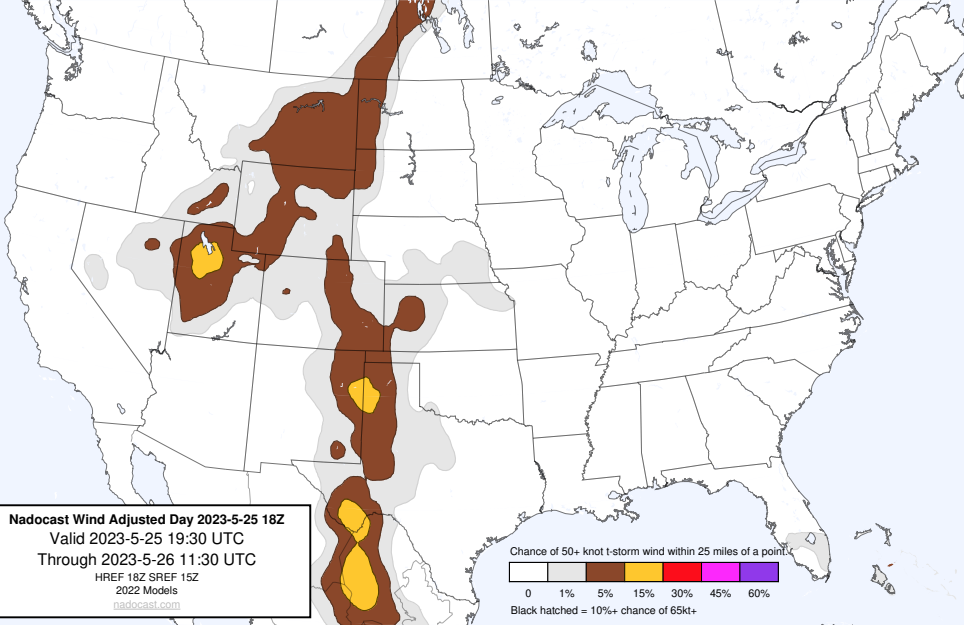 Nadocast Wind Adjusted Day 2023-5-25 18Z
Valid 2023-5-25 19:30 UTC
Through 2023-5-26 11:30 UTC
HREF 18Z SREF 15Z
2022 Models
nadocast.com
Chance of 50+ knot t-storm wind within 25 miles of a point.
0 1% 5% 15% 30% 45% 60%
Black hatched = 10%+ chance of 65kt+